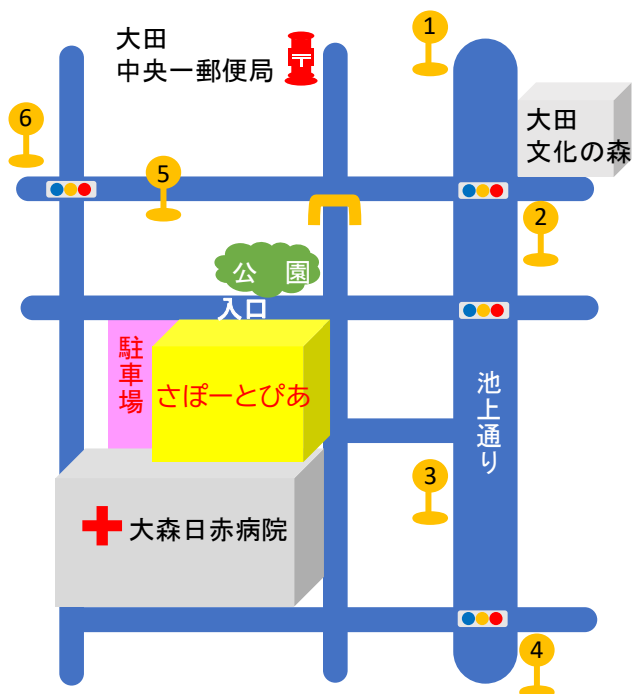 大田
中央一郵便局
〒
1
大田
文化の森
6
5
2
公 園
入口
駐車場
さぽーとぴあ
池上通り
3
大森日赤病院
4